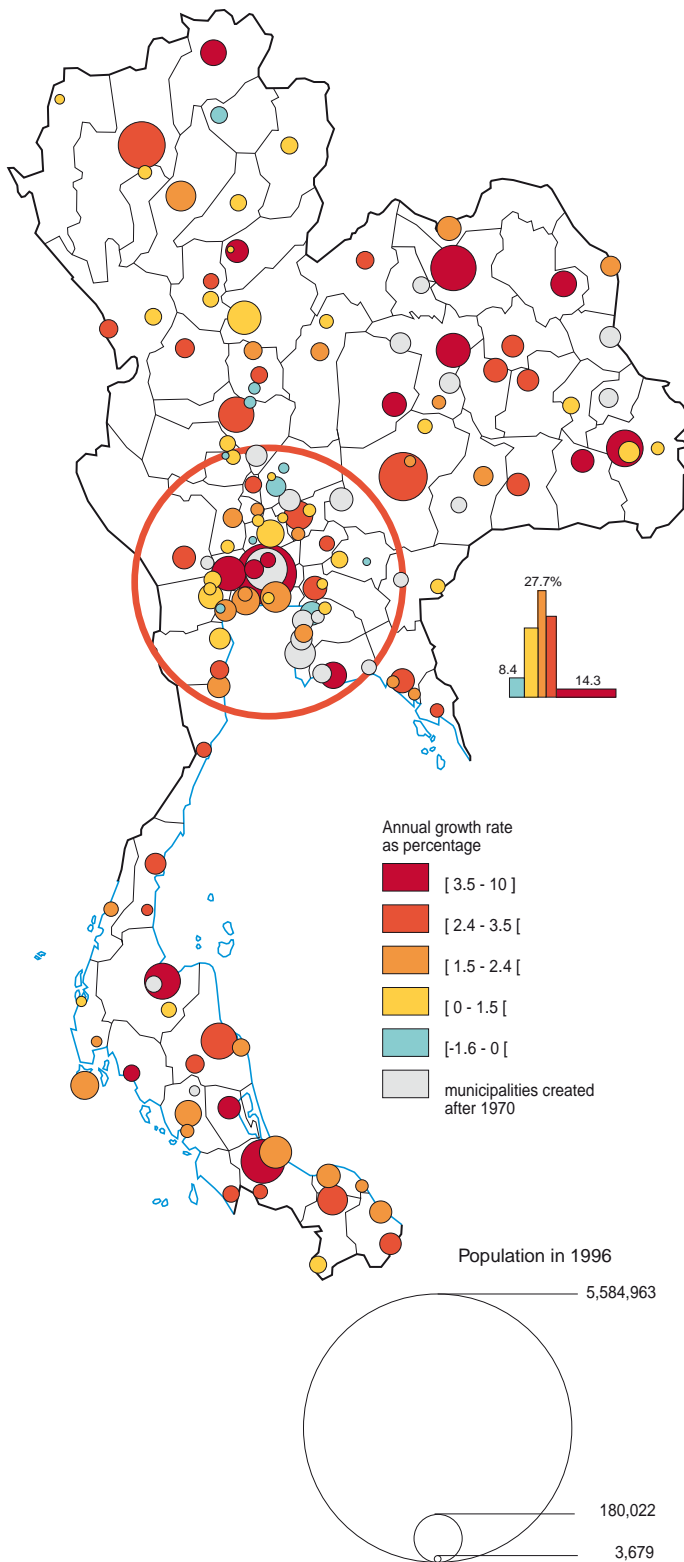 27.7%
8.4
14.3
Annual growth rate
as percentage
[ 3.5 - 10 ]
[ 2.4 - 3.5 [
[ 1.5 - 2.4 [
[ 0 - 1.5 [
[-1.6 - 0 [
municipalities created
after 1970
Population in 1996
5,584,963
180,022
3,679